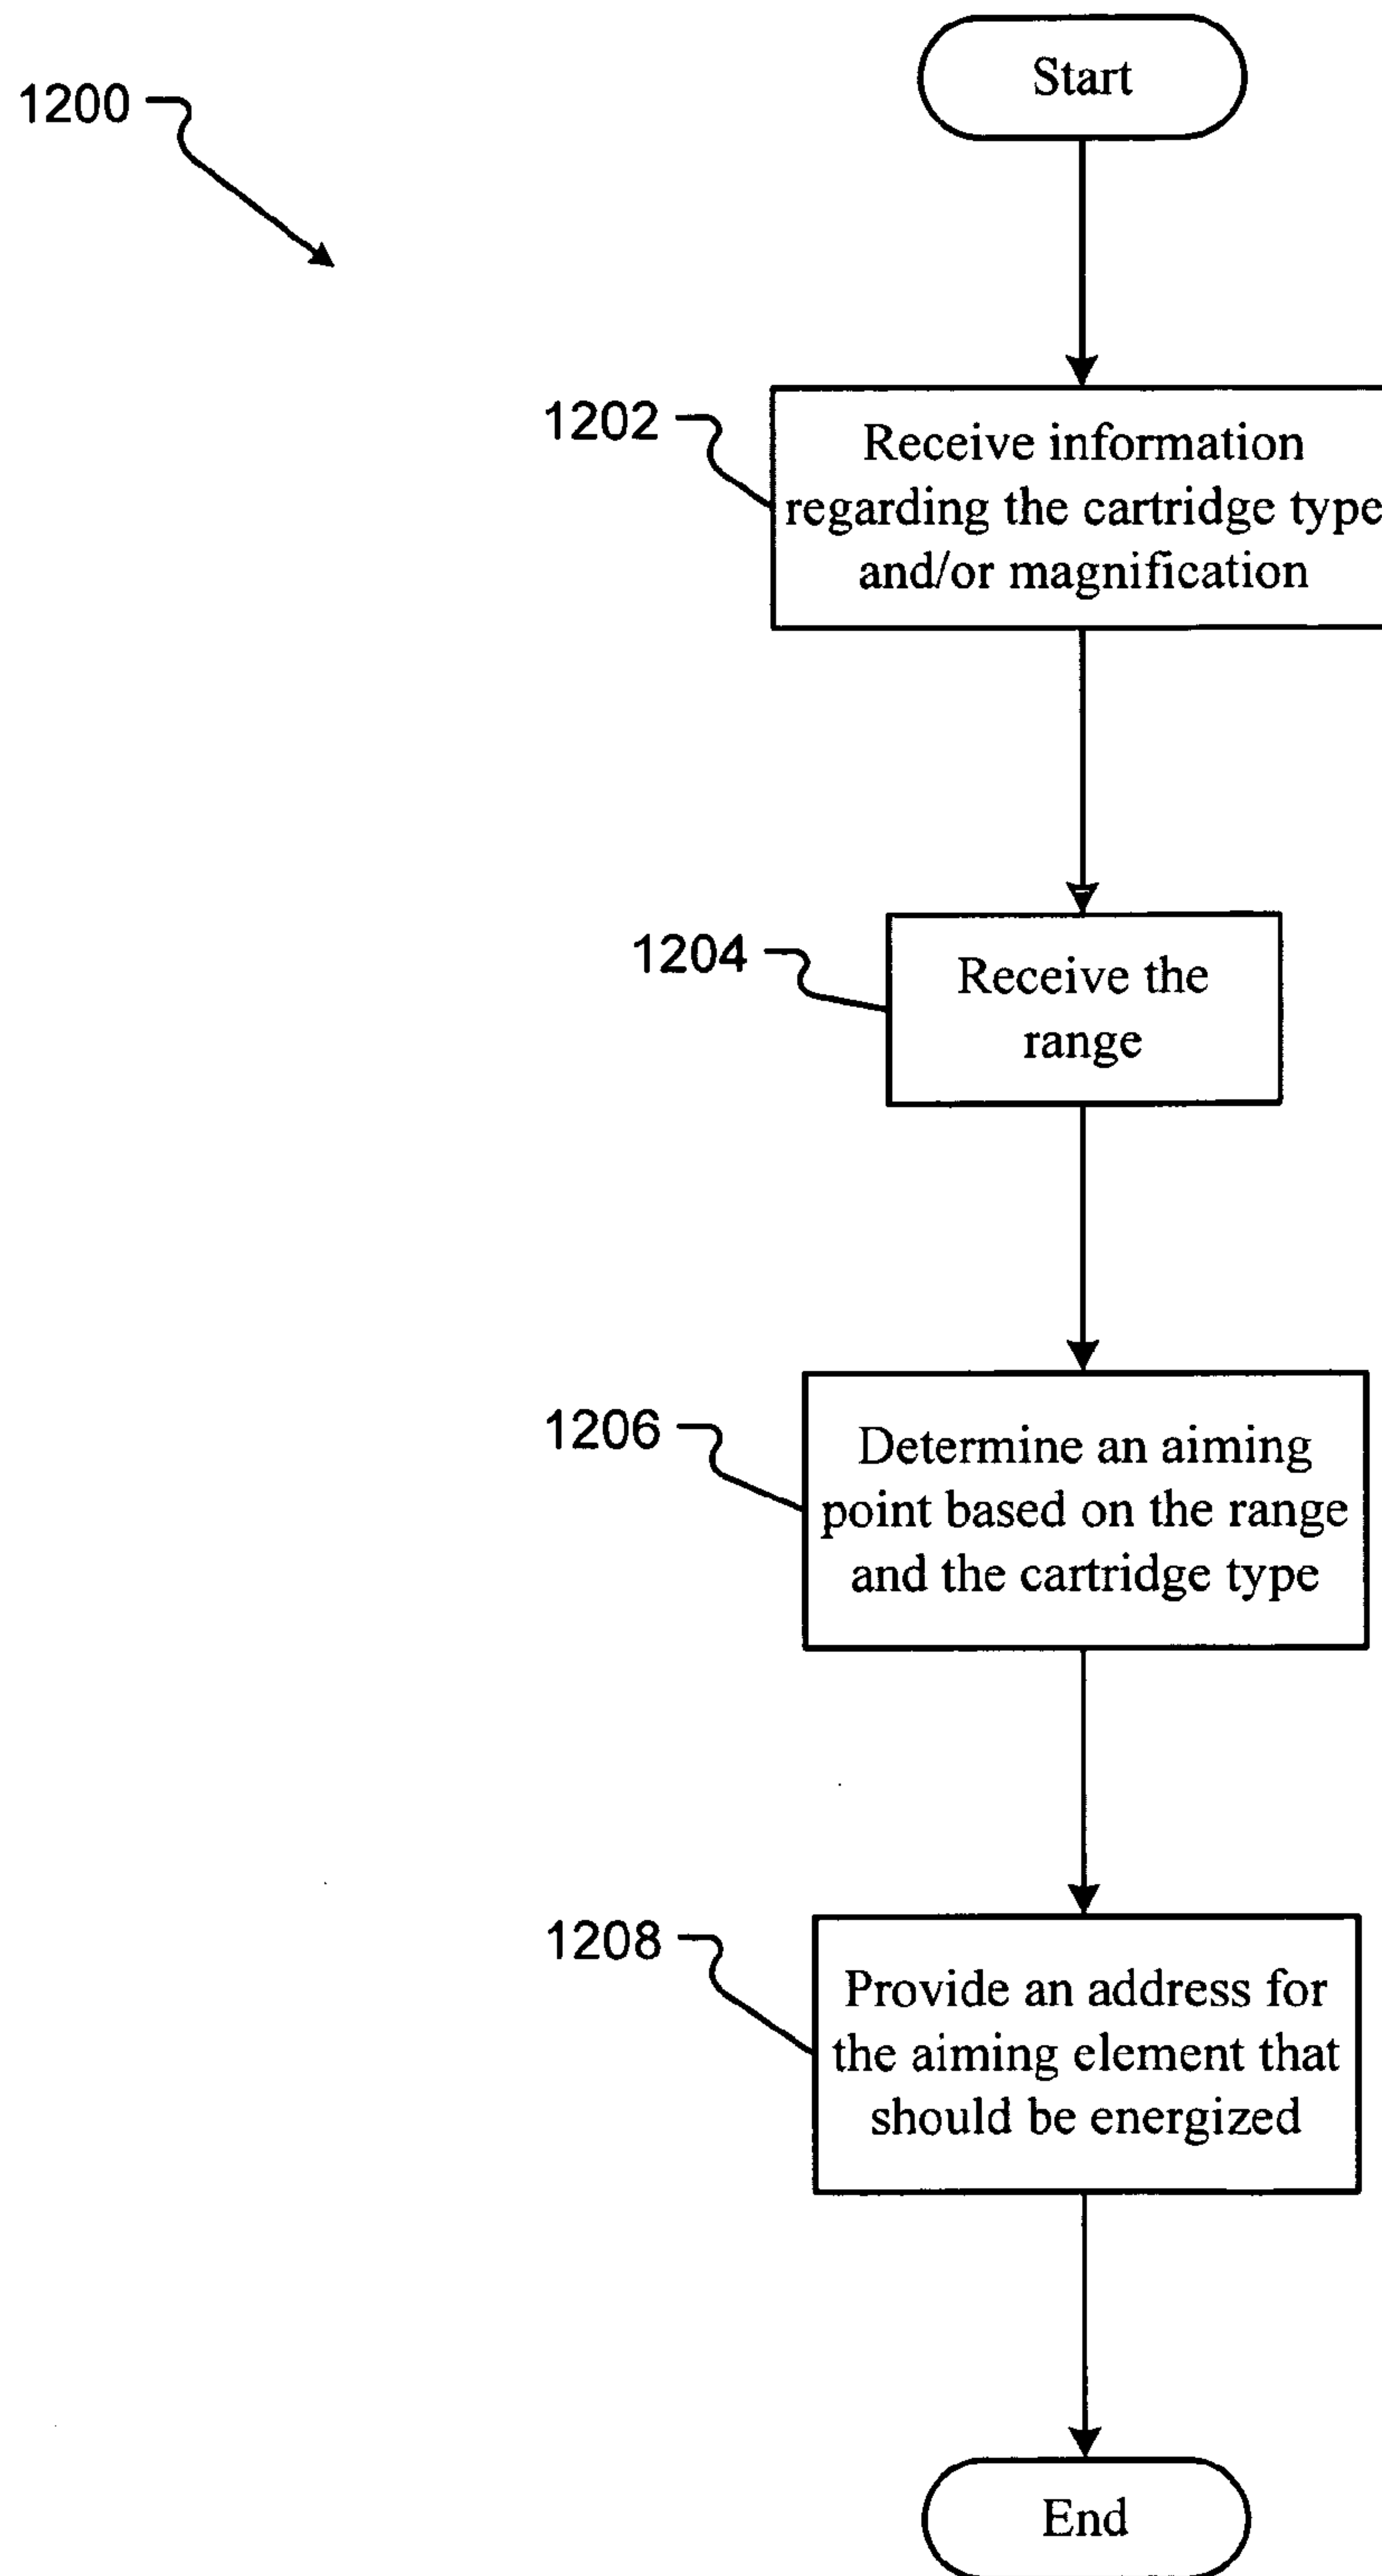 Start
1200
1202
Receive information
regarding the cartridge type
and/or magnification
1204
Receive the
range
1206
Determine an aiming
point based on the range
and the cartridge type
1208
Provide an address for
the aiming element that
should be energized
End